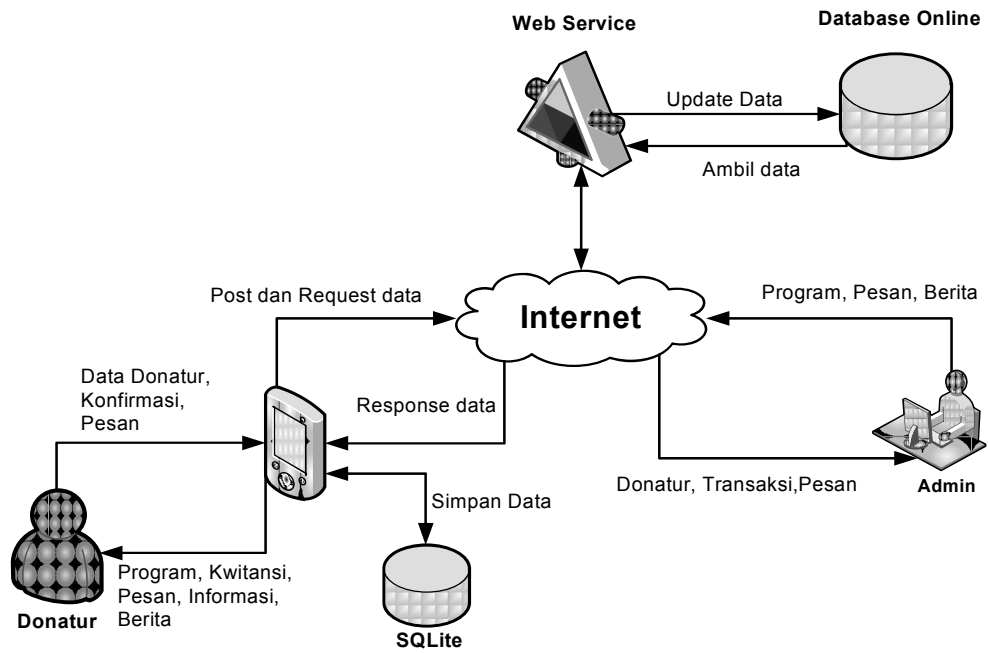 Web Service
Database Online
Update Data
Ambil data
Post dan Request data
Internet
Program, Pesan, Berita
Data Donatur,
Konfirmasi,
Pesan
Response data
Simpan Data
Donatur, Transaksi,Pesan
Admin
Program, Kwitansi,
Pesan, Informasi,
Berita
Donatur
SQLite